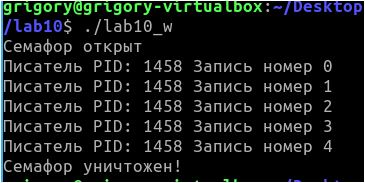 grigory@grigory-virtualbox:~/Desktop
/lab10$ ./lab10_w
Семафор открыт
Писатель PID: 1458 Запись номер 0
Писатель PID: 1458 Запись номер 1
Писатель PID: 1458 Запись номер 2
Писатель PID: 1458 Запись номер 3
Писатель PID: 1458 Запись номер 4
Семафор уничтожен!